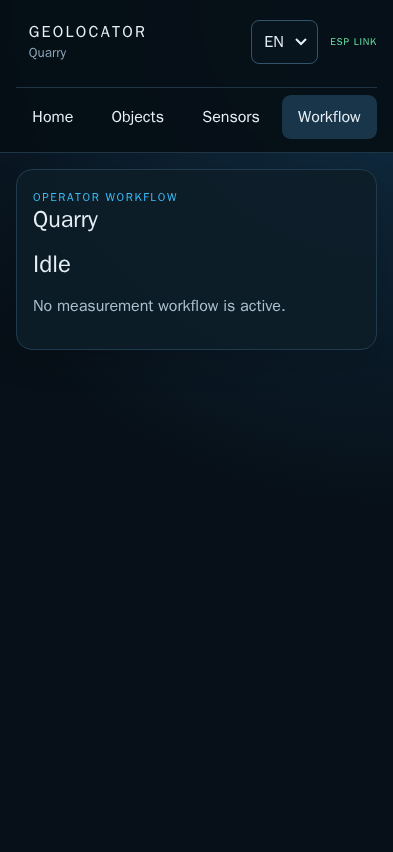 GEOLOCATOR
Quarry
EN
ESP LINK
Home Objects Sensors Workflow
OPERATOR WORKFLOW
Quarry
Idle
No measurement workflow is active.